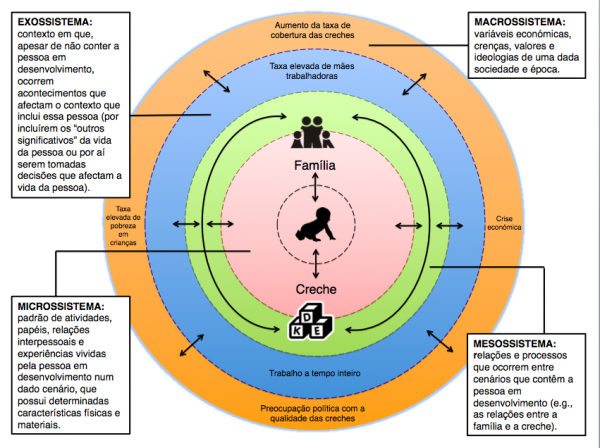 EXOSSISTEMA:
contexto em que,
apesar de não conter a
pessoa em
desenvolvimento,
ocorrem
acontecimentos que
afectam o contexto que
inclui essa pessoa (por
incluírem os "outros
significativos" da vida
da pessoa ou por aí
serem tomadas
decisões que afectam a
vida da pessoa).
Aumento da taxa de
cobertura das creches
MACROSSISTEMA:
variáveis económicas,
crenças, valores e
ideologias de uma dada
sociedade e época.
Taxa elevada de mães
trabalhadoras
Família
Taxa
elevada de
pobreza
em
crianças
Crise
económica
Creche
D
K E
MICROSSISTEMA:
padrão de atividades,
papéis, relações
interpessoais e
experiências vividas
pela pessoa em
desenvolvimento num
dado cenário, que
possui determinadas
características físicas e
materiais.
MESOSSISTEMA:
relações e processos
que ocorrem entre
cenários que contêm a
pessoa em
desenvolvimento (e.g.,
as relações entre a
família e a creche).
Trabalho a tempo inteiro
Preocupação política com a
qualidade das creches